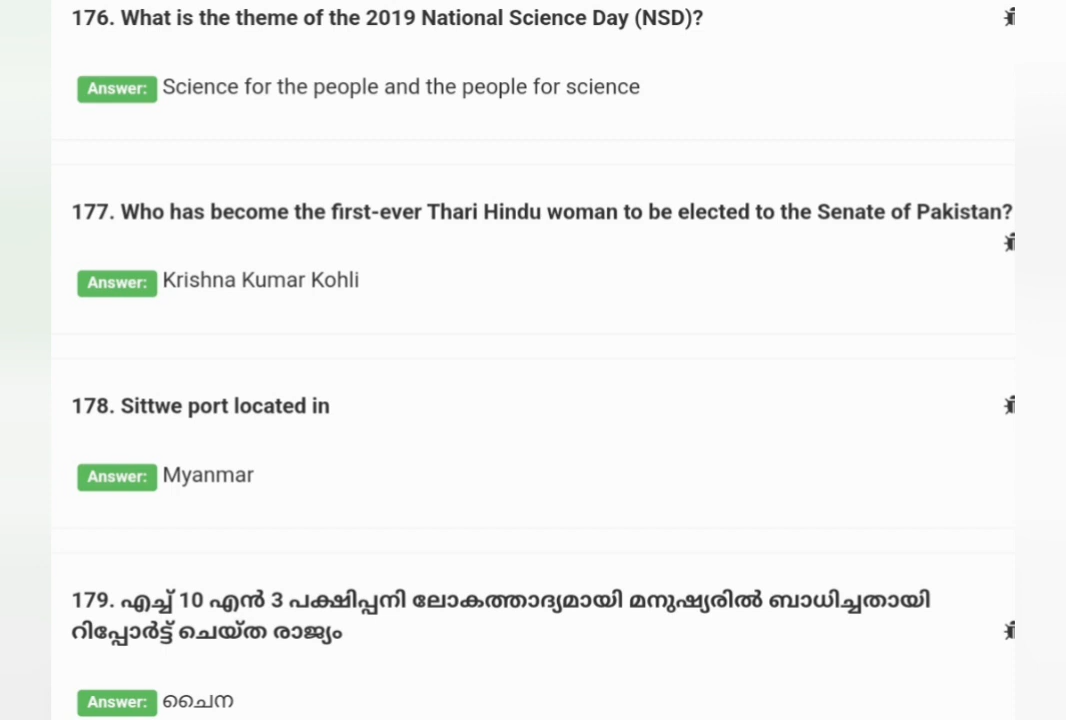 176. What is the theme of the 2019 National Science Day (NSD)?
Answer: Science for the people and the people for science
177. Who has become the first-ever Thari Hindu woman to be elected to the Senate of Pakistan?
Answer: Krishna Kumar Kohli
178. Sittwe port located in
Answer: Myanmar
179. എച്ച് 10 എൻ 3 പക്ഷിപ്പനി ലോകത്താദ്യമായി മനുഷ്യരിൽ ബാധിച്ചതായി
റിപ്പോർട്ട് ചെയ്ത രാജ്യം
Answer: ചൈന